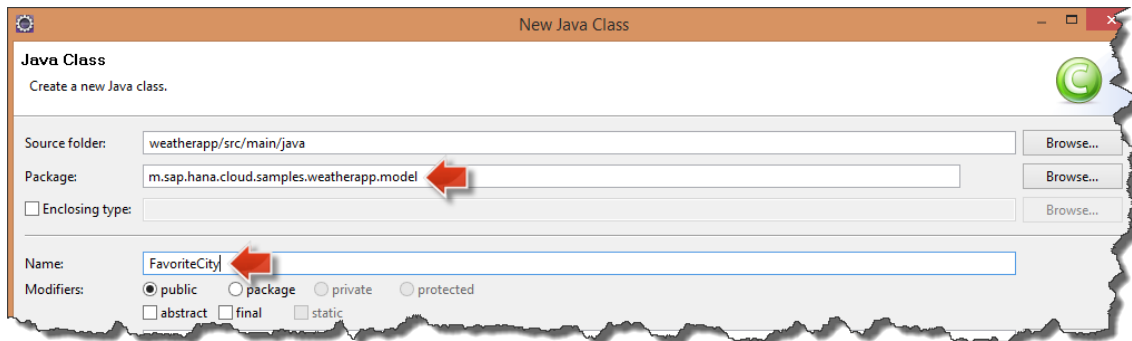 New Java Class
Java Class
Create a new Java class.
C
Source folder: weatherapp/src/main/java Browse...
Package: m.sap.hana.cloud.samples.weatherapp.model Browse...
Enclosing type: Browse...
Name: FavoriteCity
Modifiers: public package private protected
abstract final static